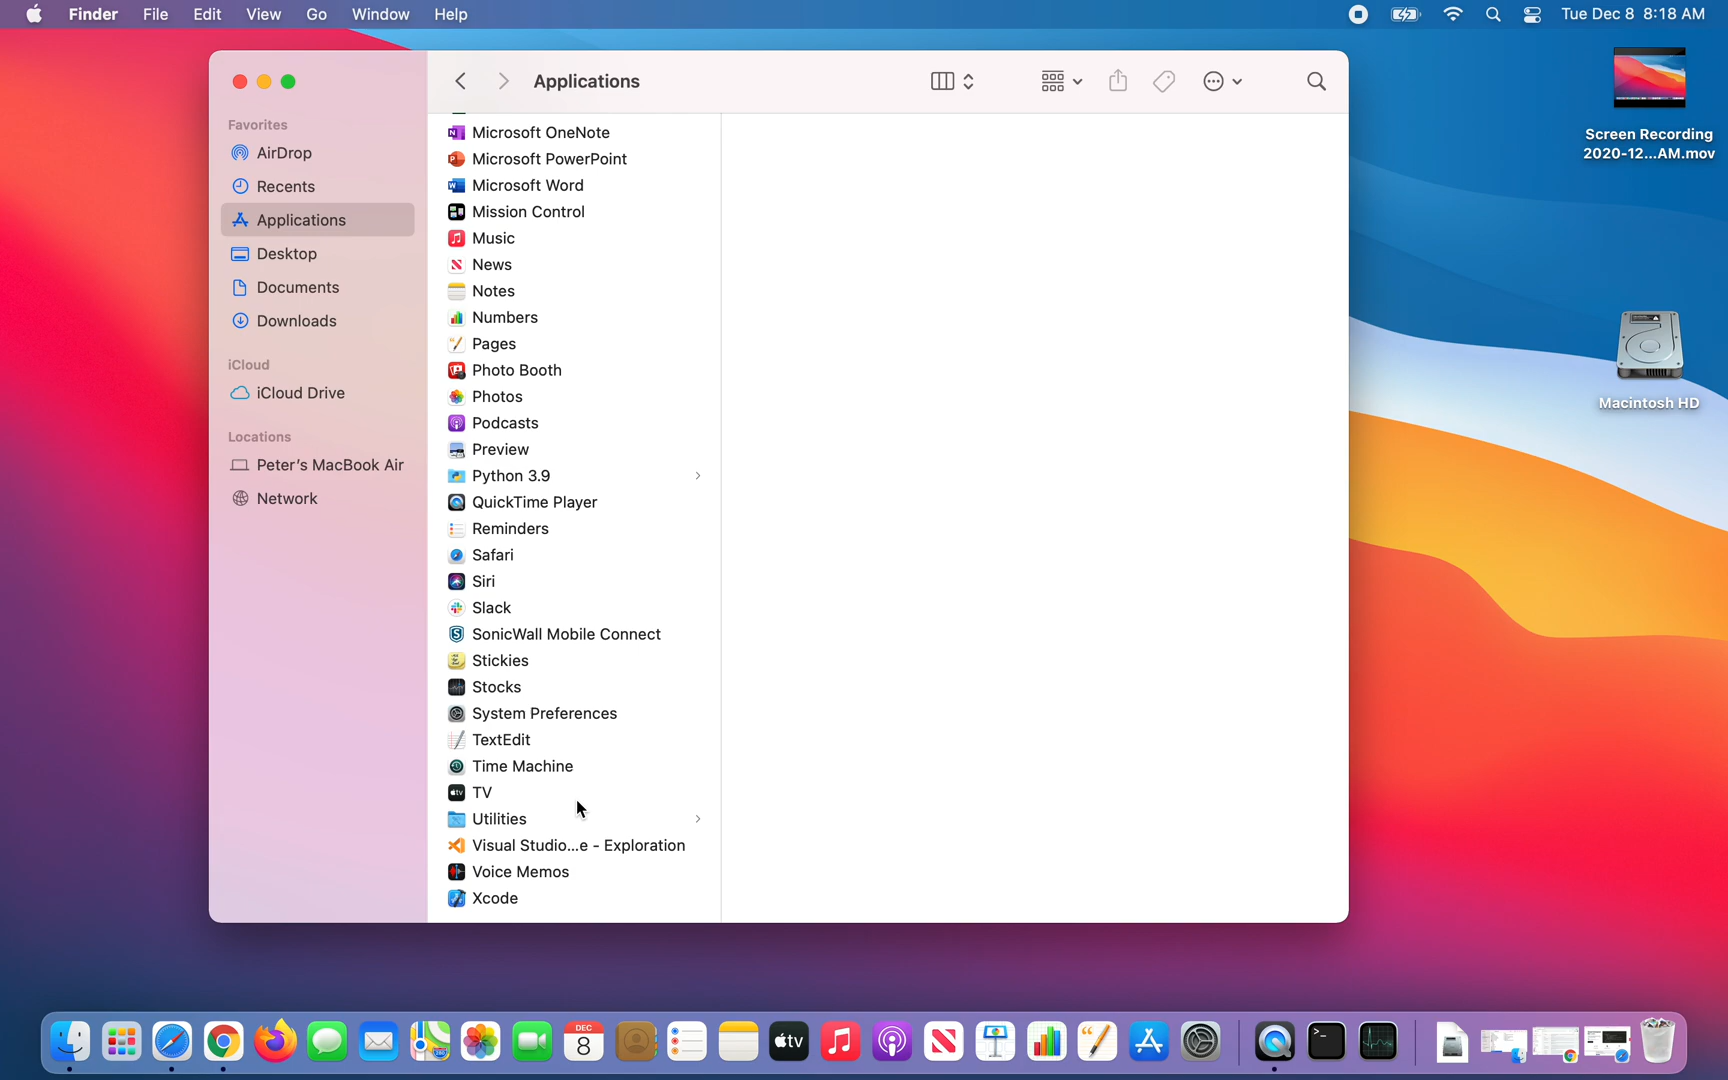 Finder File Edit View Go Window Help Tue Dec 8 8:18 AM
Applications
Favorites
AirDrop
Recents
Applications
Desktop
Documents
Downloads
iCloud
iCloud Drive
Locations
Peter's MacBook Air
Network
Microsoft OneNote
Microsoft PowerPoint
Microsoft Word
Mission Control
Music
News
Notes
Numbers
Pages
Photo Booth
Photos
Podcasts
Preview
Python 3.9
QuickTime Player
Reminders
Safari
Siri
Slack
SonicWall Mobile Connect
Stickies
Stocks
System Preferences
TextEdit
Time Machine
TV
Utilities
Visual Studio...e - Exploration
Voice Memos
Xcode
Screen Recording
2020-12...AM.mov
Macintosh HD
DEC
8
tv